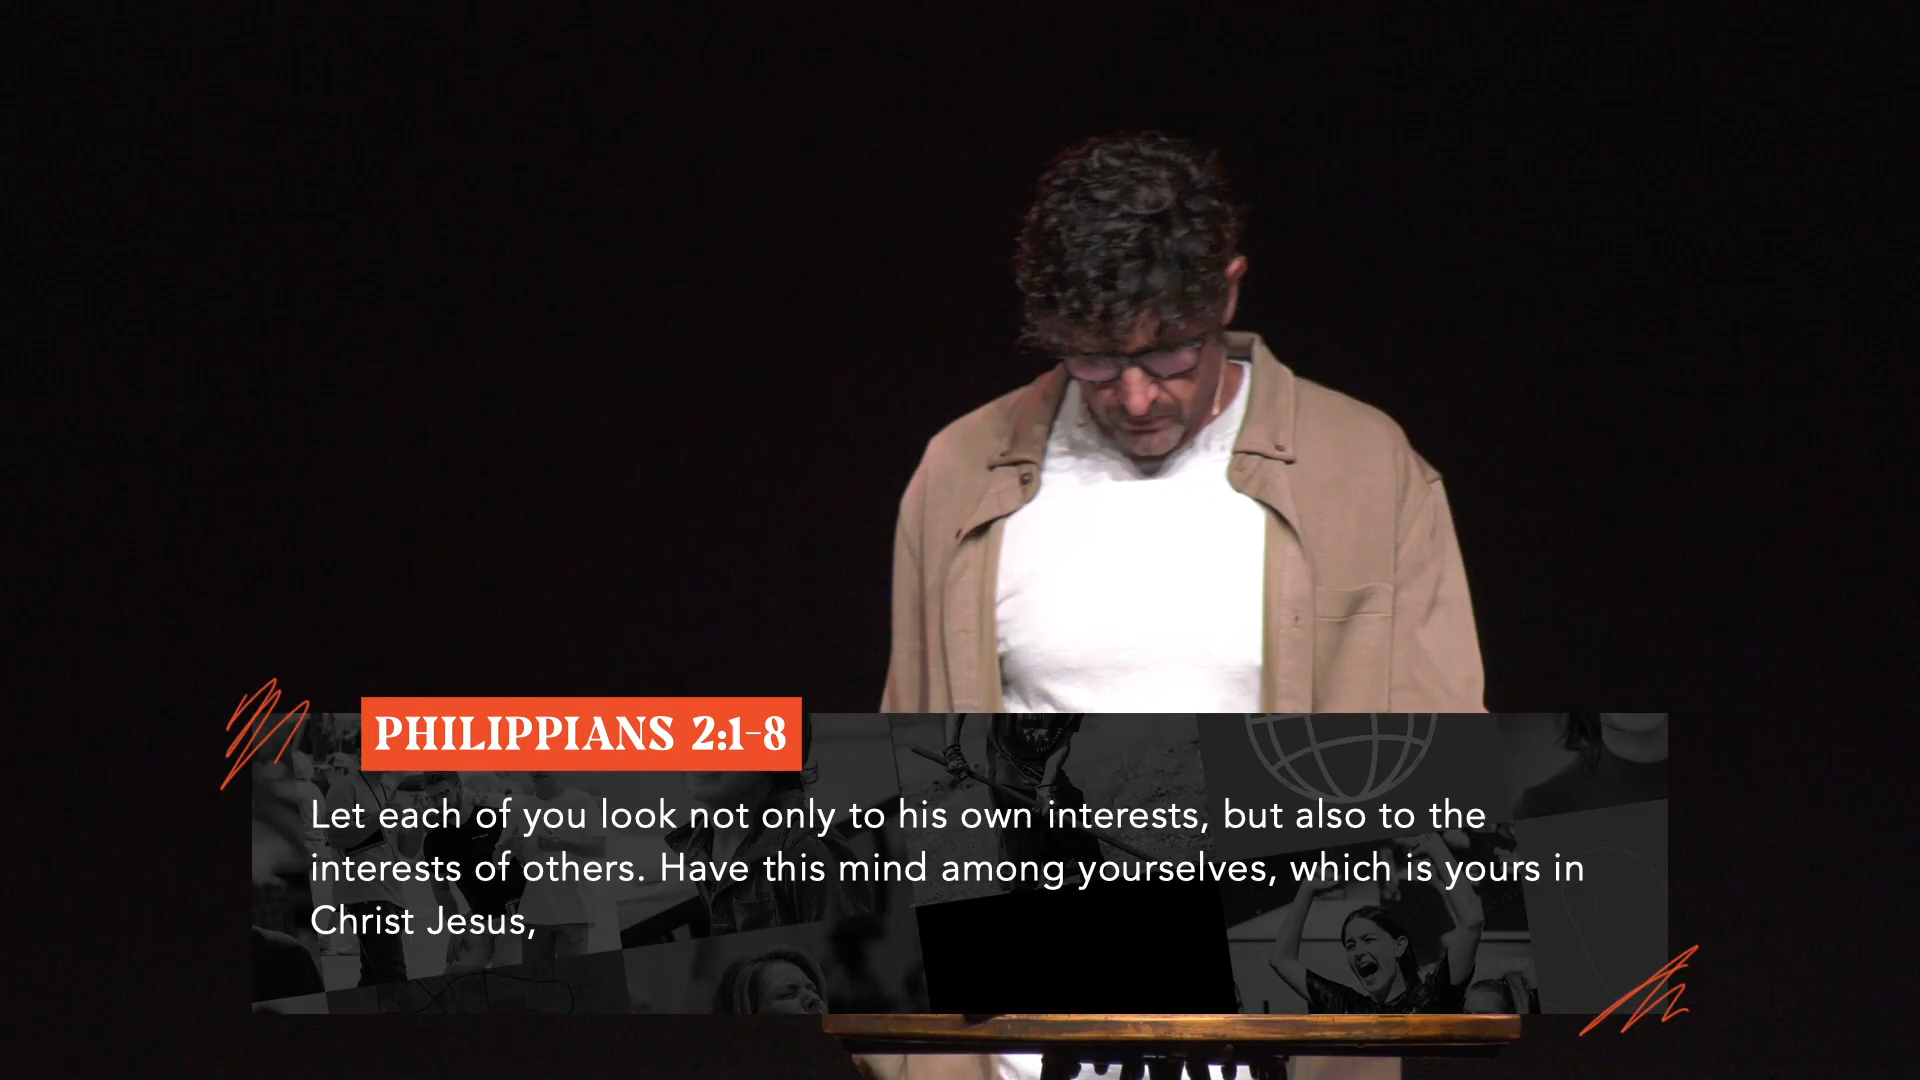 PHILIPPIANS 2:1-8
Let each of you look not only to his own interests, but also to the
interests of others. Have this mind among yourselves, which is yours in
Christ Jesus,